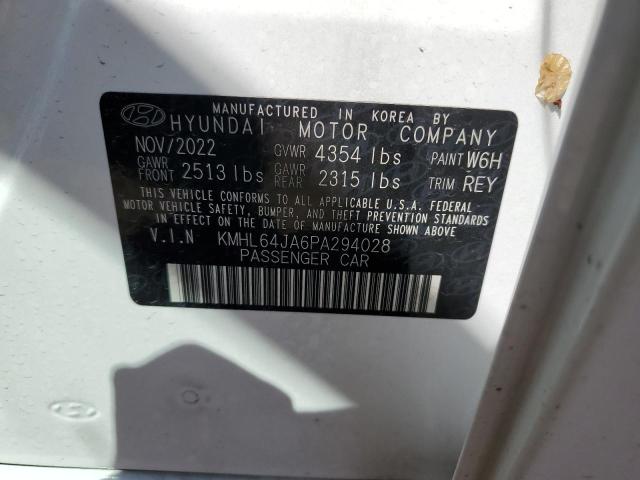 MANUFACTURED IN KOREA BY
HYUNDAI MOTOR COMPANY
NOV/2022 GVWR 4354 lbs PAINT W6H
GAWR FRONT 2513 lbs GAWR REAR 2315 lbs TRIM REY
THIS VEHICLE CONFORMS TO ALL APPLICABLE U.S.A. FEDERAL
MOTOR VEHICLE SAFETY, BUMPER, AND THEFT PREVENTION STANDARDS
IN EFFECT ON THE DATE OF MANUFACTURE SHOWN ABOVE
V.I.N KMHL64JA6PA294028
PASSENGER CAR